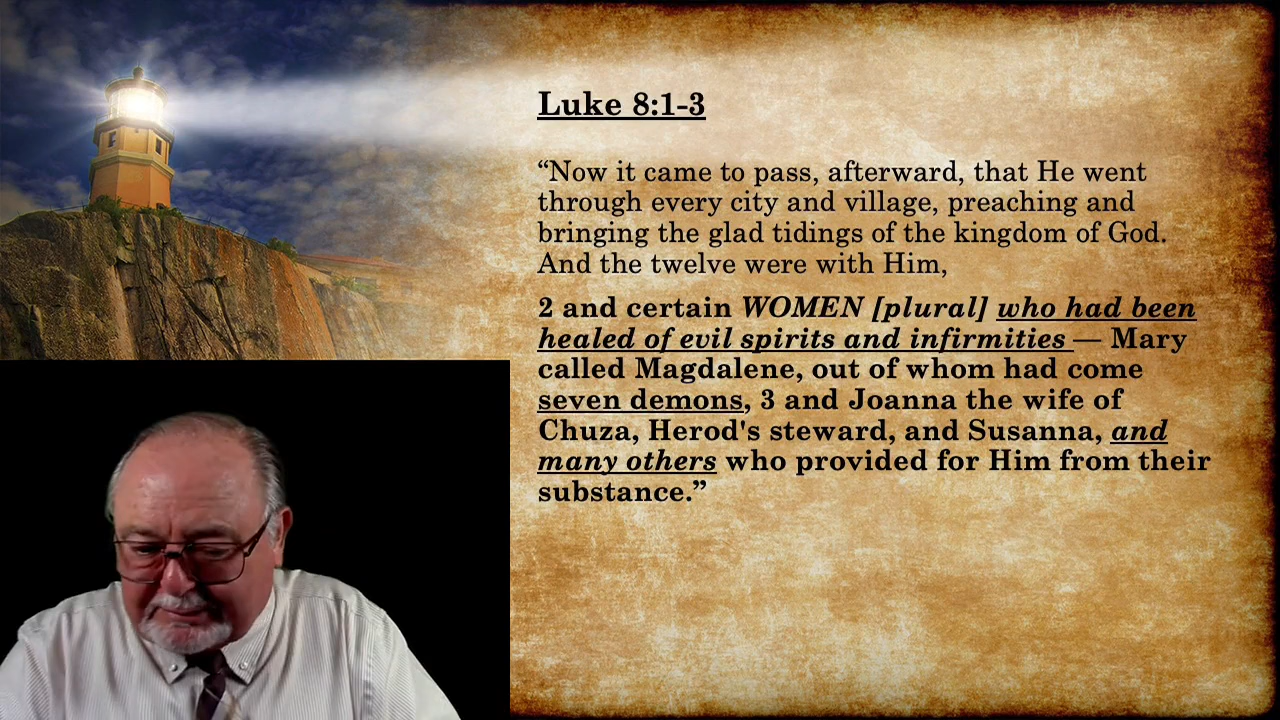 Luke 8:1-3
“Now it came to pass, afterward, that He went
through every city and village, preaching and
bringing the glad tidings of the kingdom of God.
And the twelve were with Him,
2 and certain WOMEN [plural] who had been
healed of evil spirits and infirmities — Mary
called Magdalene, out of whom had come
seven demons, 3 and Joanna the wife of
Chuza, Herod's steward, and Susanna, and
many others who provided for Him from their
substance.”